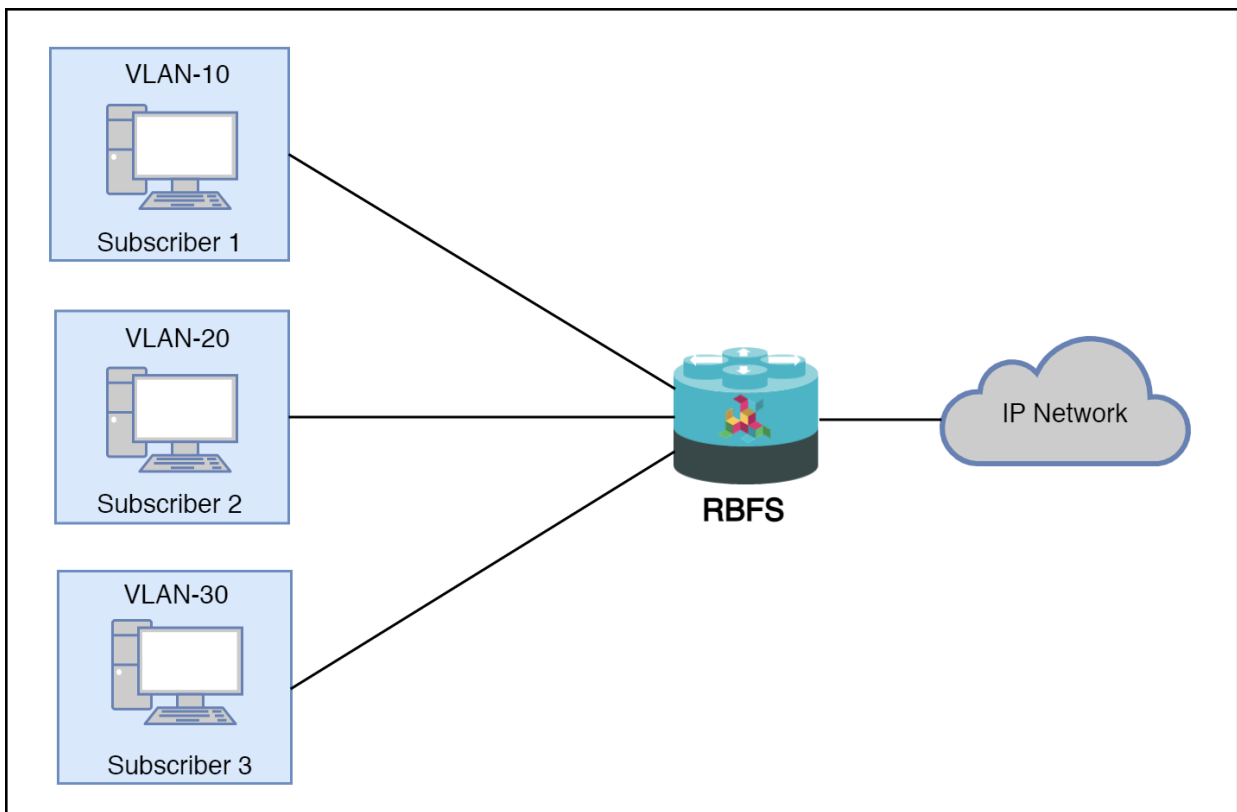 VLAN-10
Subscriber 1
VLAN-20
Subscriber 2
VLAN-30
Subscriber 3
RBFS
IP Network